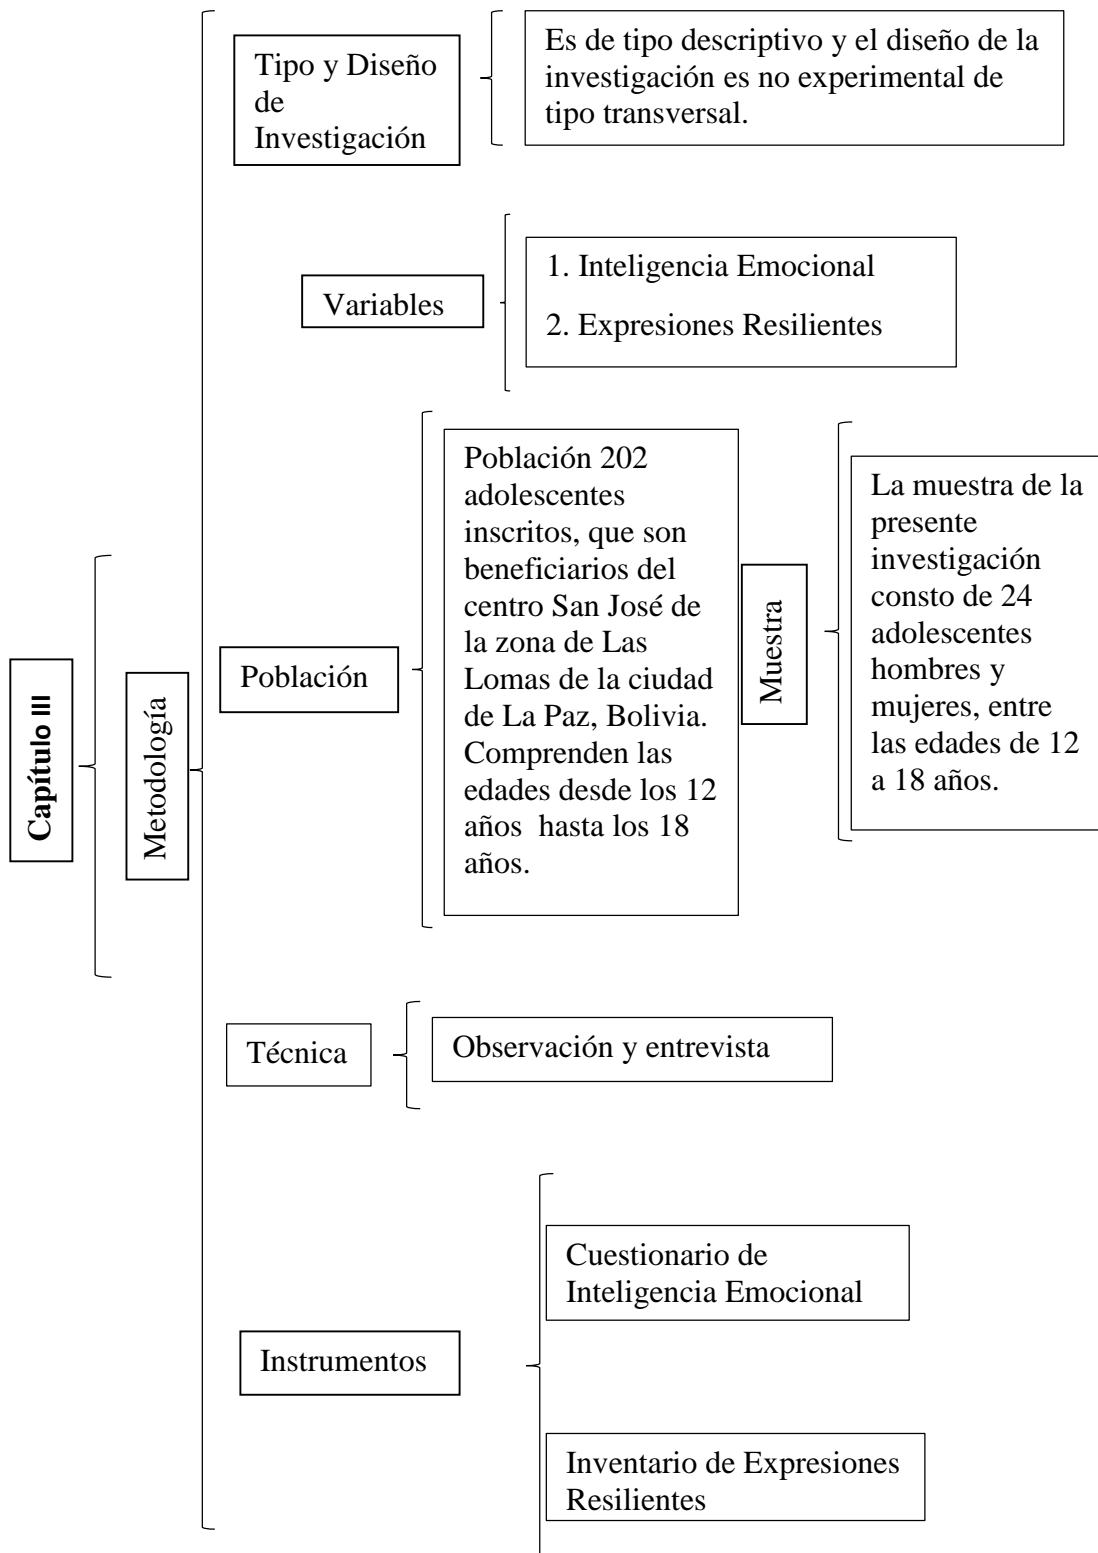 Capítulo III
Metodología
Tipo y Diseño
de
Investigación
Es de tipo descriptivo y el diseño de la
investigación es no experimental de
tipo transversal.
Variables
1. Inteligencia Emocional
2. Expresiones Resilientes
Población
Población 202
adolescentes
inscritos, que son
beneficiarios del
centro San José de
la zona de Las
Lomas de la ciudad
de La Paz, Bolivia.
Comprenden las
edades desde los 12
años  hasta los 18
años.
Muestra
La muestra de la
presente
investigación
consto de 24
adolescentes
hombres y
mujeres, entre
las edades de 12
a 18 años.
Técnica
Observación y entrevista
Instrumentos
Cuestionario de
Inteligencia Emocional
Inventario de Expresiones
Resilientes